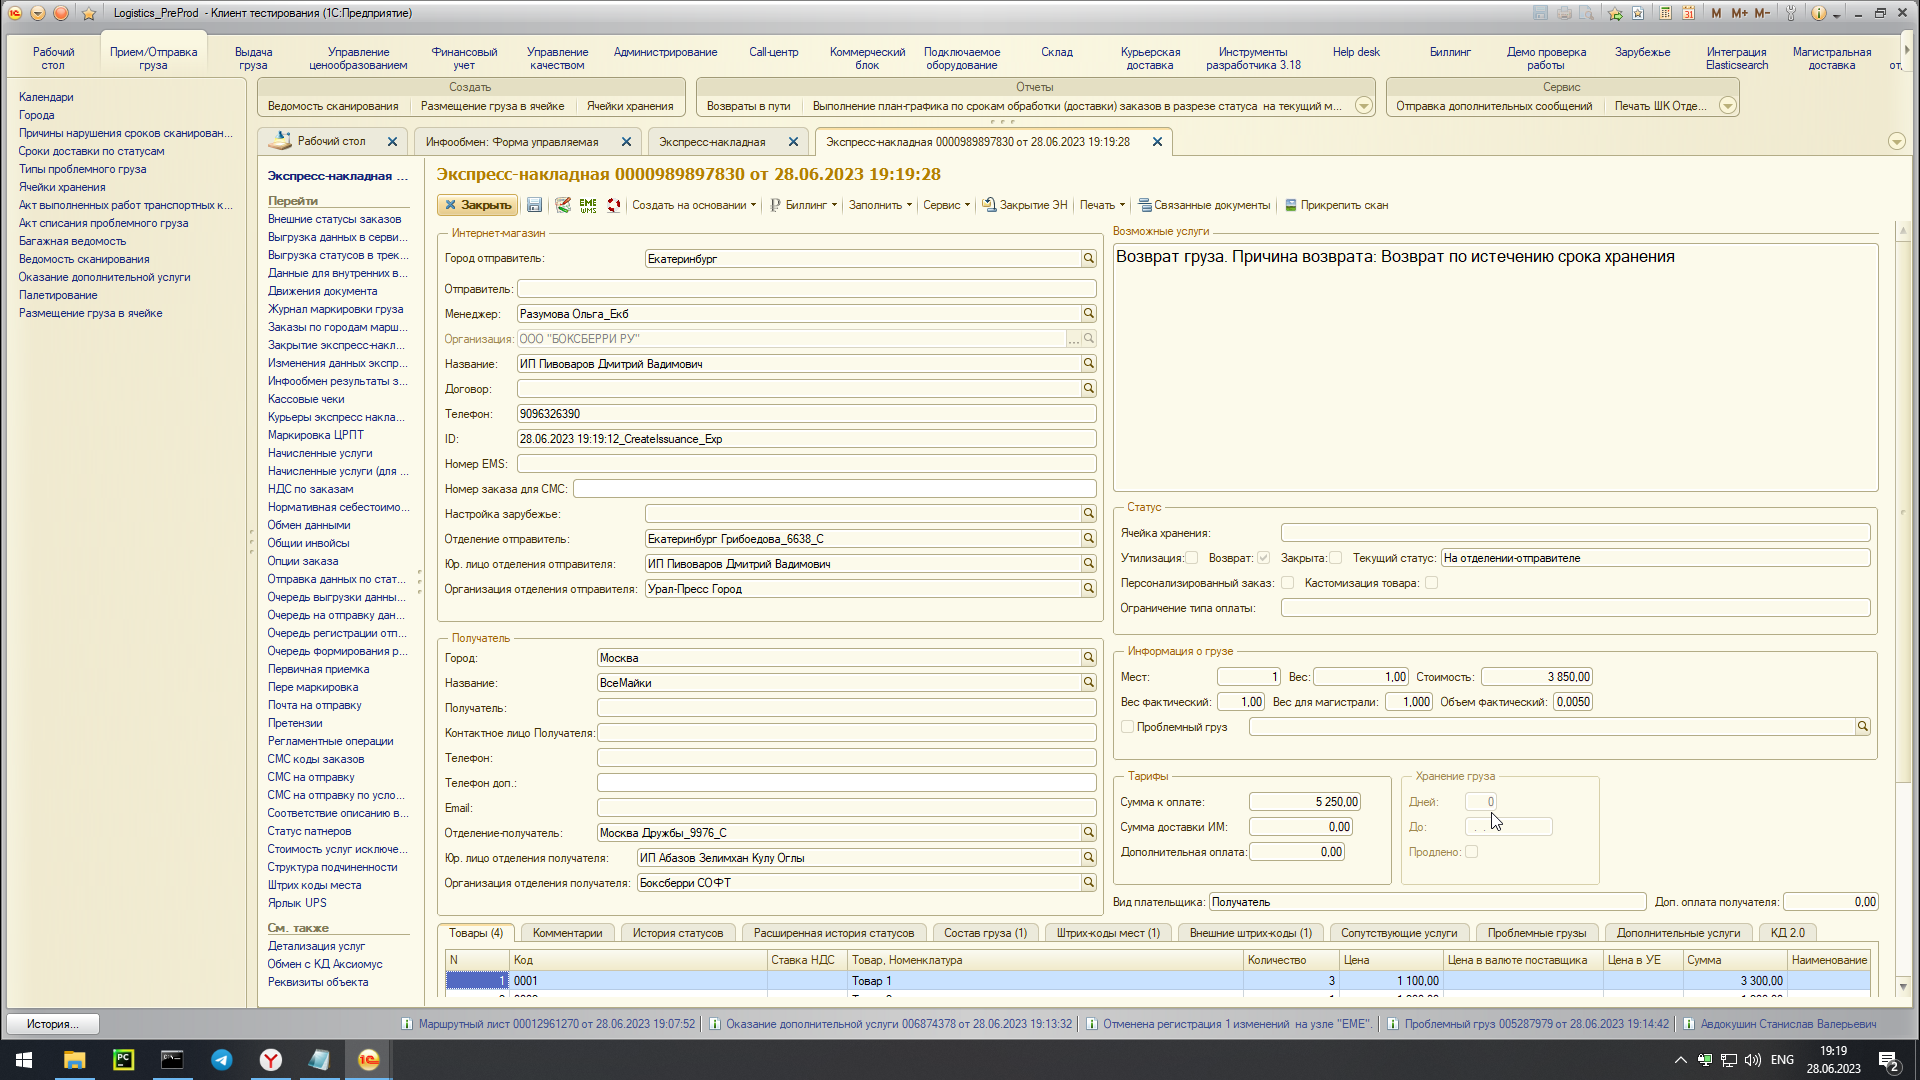 Logistics_PreProd - Клиент тестирования (1С:Предприятие)
M M+ M-
Рабочий стол
Прием/Отправка груза
Выдача груза
Управление ценообразованием
Финансовый учет
Управление качеством
Администрирование
Call-центр
Коммерческий блок
Подключаемое оборудование
Склад
Курьерская доставка
Инструменты разработчика 3.18
Help desk
Биллинг
Демо проверка работы
Зарубежье
Интеграция Elasticsearch
Магистральная доставка
от,
Календари
Города
Причины нарушения сроков сканирован...
Сроки доставки по статусам
Типы проблемного груза
Ячейки хранения
Акт выполненных работ транспортных к...
Акт списания проблемного груза
Багажная ведомость
Ведомость сканирования
Оказание дополнительной услуги
Палетирование
Размещение груза в ячейке
Создать
Ведомость сканирования Размещение груза в ячейке Ячейки хранения
Отчеты
Возвраты в пути Выполнение план-графика по срокам обработки (доставки) заказов в разрезе статуса на текущий м...
Сервис
Отправка дополнительных сообщений Печать ШК Отде...
Рабочий стол
Инфообмен: Форма управляемая
Экспресс-накладная
Экспресс-накладная 0000989897830 от 28.06.2023 19:19:28
Экспресс-накладная ...
Перейти
Внешние статусы заказов
Выгрузка данных в серви...
Выгрузка статусов в трек...
Данные для внутренних в...
Движения документа
Журнал маркировки груза
Заказы по городам марш...
Закрытие экспресс-накл...
Изменения данных экспр...
Инфообмен результаты з...
Кассовые чеки
Курьеры экспресс накла...
Маркировка ЦРПТ
Начисленные услуги
Начисленные услуги (для ...
НДС по заказам
Нормативная себестоимо...
Обмен данными
Общии инвойсы
Опции заказа
Отправка данных по стат...
Очередь выгрузки данны...
Очередь на отправку дан...
Очередь регистрации отп...
Очередь формирования р...
Первичная приемка
Пере маркировка
Почта на отправку
Претензии
Регламентные операции
СМС коды заказов
СМС на отправку
СМС на отправку по усло...
Соответствие описанию в...
Статус патнеров
Стоимость услуг исключе...
Структура подчиненности
Штрих коды места
Ярлык UPS
См. также
Детализация услуг
Обмен с КД Аксиомус
Реквизиты объекта
Экспресс-накладная 0000989897830 от 28.06.2023 19:19:28
Закрыть EME WMS Создать на основании Биллинг Заполнить Сервис Закрытие ЭН Печать Связанные документы Прикрепить скан
Интернет-магазин
Город отправитель: Екатеринбург
Отправитель:
Менеджер: Разумова Ольга_Екб
Организация: ООО "БОКСБЕРРИ РУ" ...
Название: ИП Пивоваров Дмитрий Вадимович
Договор:
Телефон: 9096326390
ID: 28.06.2023 19:19:12_CreateIssuance_Exp
Номер EMS:
Номер заказа для СМС:
Настройка зарубежье:
Отделение отправитель: Екатеринбург Грибоедова_6638_С
Юр. лицо отделения отправителя: ИП Пивоваров Дмитрий Вадимович
Организация отделения отправителя: Урал-Пресс Город
Получатель
Город: Москва
Название: ВсеМайки
Получатель:
Контактное лицо Получателя:
Телефон:
Телефон доп.:
Email:
Отделение-получатель: Москва Дружбы_9976_С
Юр. лицо отделения получателя: ИП Абазов Зелимхан Кулу Оглы
Организация отделения получателя: Боксберри СОФТ
Возможные услуги
Возврат груза. Причина возврата: Возврат по истечению срока хранения
Статус
Ячейка хранения:
Утилизация: Возврат: Закрыта: Текущий статус: На отделении-отправителе
Персонализированный заказ: Кастомизация товара:
Ограничение типа оплаты:
Информация о грузе
Мест: 1 Вес: 1,00 Стоимость: 3 850,00
Вес фактический: 1,00 Вес для магистрали: 1,000 Объем фактический: 0,0050
Проблемный груз
Тарифы
Сумма к оплате: 5 250,00
Сумма доставки ИМ: 0,00
Дополнительная оплата: 0,00
Хранение груза
Дней: 0
До: . .
Продлено:
Вид плательщика: Получатель Доп. оплата получателя: 0,00
Товары (4) Комментарии История статусов Расширенная история статусов Состав груза (1) Штрих-коды мест (1) Внешние штрих-коды (1) Сопутствующие услуги Проблемные грузы Дополнительные услуги КД 2.0
N Код Ставка НДС Товар, Номенклатура Количество Цена Цена в валюте поставщика Цена в УЕ Сумма Наименование
1 0001 Товар 1 3 1 100,00 3 300,00
История...
Маршрутный лист 00012961270 от 28.06.2023 19:07:52
Оказание дополнительной услуги 006874378 от 28.06.2023 19:13:32
Отменена регистрация 1 изменений на узле "EME".
Проблемный груз 005287979 от 28.06.2023 19:14:42
Авдокушин Станислав Валерьевич
ENG
19:19
28.06.2023
2